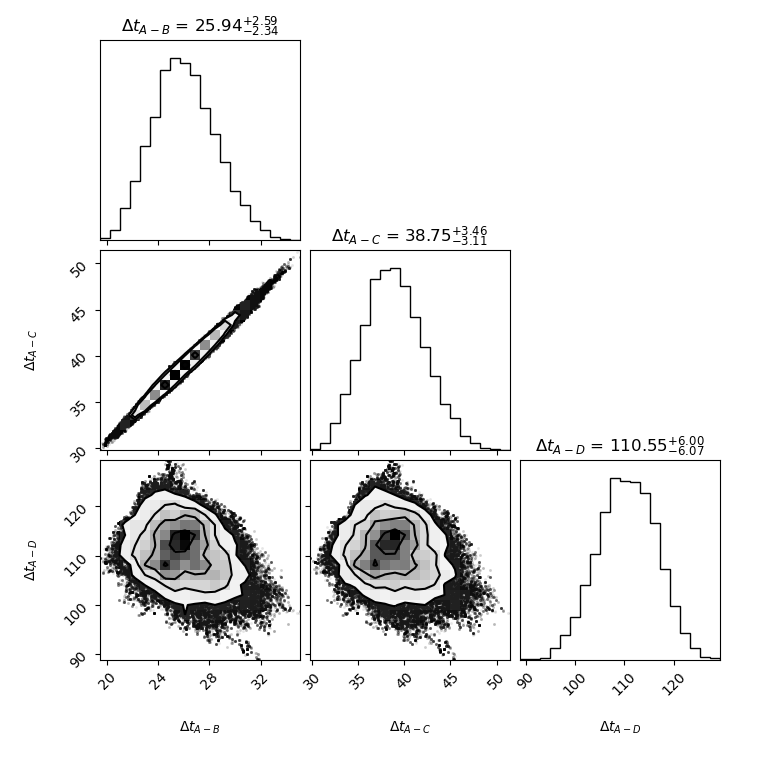 Δt_{A−B} = 25.94^{+2.59}_{−2.34}
Δt_{A−C} = 38.75^{+3.46}_{−3.11}
50
45
40
35
30
Δt_{A−C}
Δt_{A−D} = 110.55^{+6.00}_{−6.07}
120
110
100
90
Δt_{A−D}
20 24 28 32 30 35 40 45 50 90 100 110 120
Δt_{A−B} Δt_{A−C} Δt_{A−D}